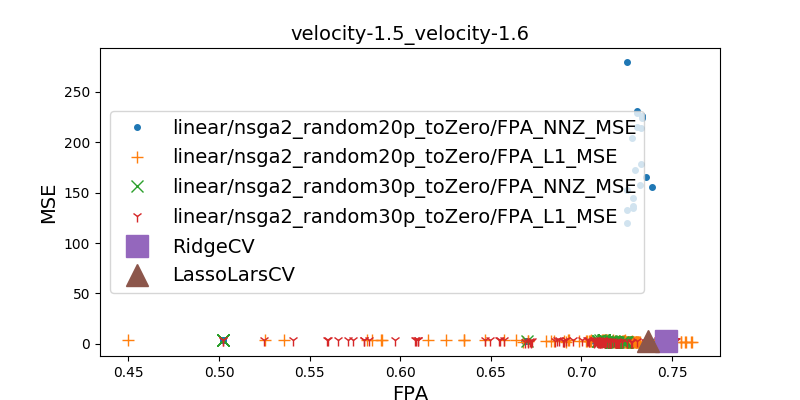 velocity-1.5_velocity-1.6
MSE
250
200
150
100
50
0
linear/nsga2_random20p_toZero/FPA_NNZ_MSE
linear/nsga2_random20p_toZero/FPA_L1_MSE
linear/nsga2_random30p_toZero/FPA_NNZ_MSE
linear/nsga2_random30p_toZero/FPA_L1_MSE
RidgeCV
LassoLarsCV
0.45 0.50 0.55 0.60 0.65 0.70 0.75
FPA